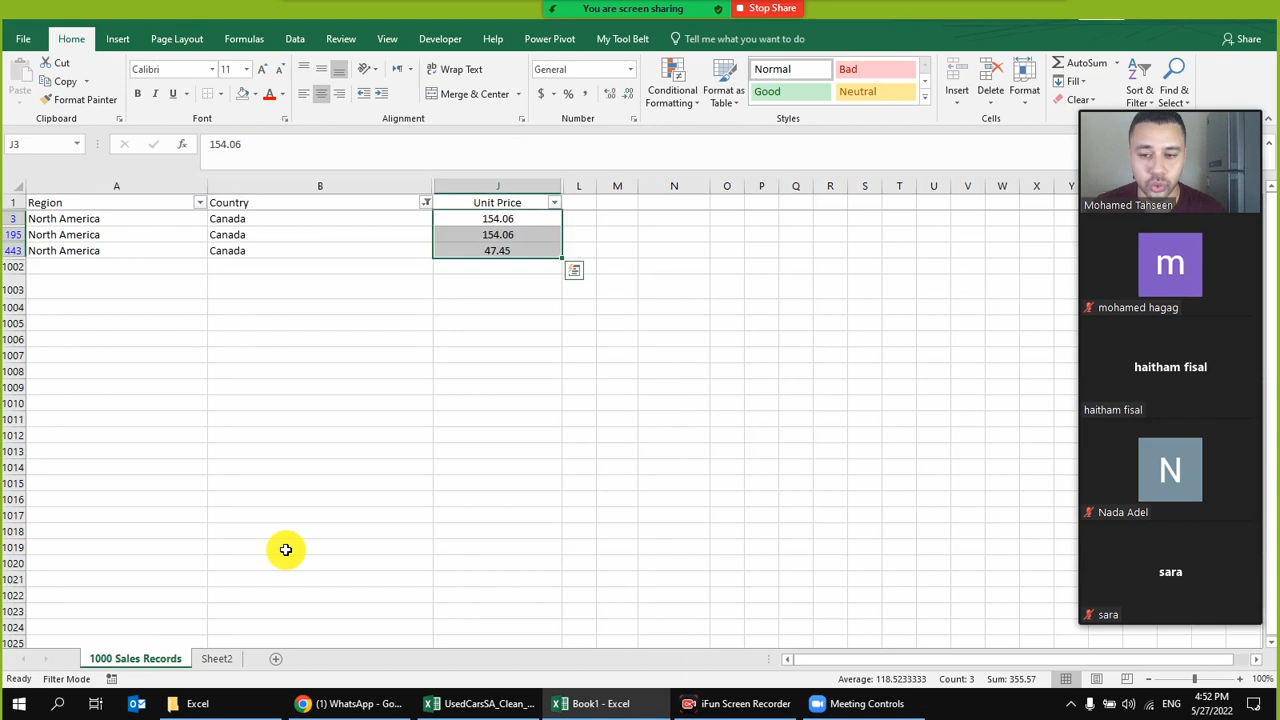 You are screen sharing
Stop Share
File Home Insert Page Layout Formulas Data Review View Developer Help Power Pivot My Tool Belt Tell me what you want to do Share
Cut
Copy
Format Painter
Paste
Calibri 11
B I U
Wrap Text
Merge & Center
General
$ % ,
Conditional Formatting
Format as Table
Normal Bad
Good Neutral
Insert Delete Format
AutoSum
Fill
Clear
Sort & Filter
Find & Select
Clipboard Font Alignment Number Styles Cells
J3 fx 154.06
A B J L M N O P Q R S T U V W X Y
1 Region Country Unit Price
3 North America Canada 154.06
195 North America Canada 154.06
443 North America Canada 47.45
1002
1003
1004
1005
1006
1007
1008
1009
1010
1011
1012
1013
1014
1015
1016
1017
1018
1019
1020
1021
1022
1023
1024
1025
Mohamed Tahseen
m
mohamed hagag
haitham fisal
haitham fisal
N
Nada Adel
sara
sara
1000 Sales Records Sheet2
Ready Filter Mode Average: 118.5233333 Count: 3 Sum: 355.57 100%
Excel (1) WhatsApp - Go... UsedCarsSA_Clean_... Book1 - Excel iFun Screen Recorder Meeting Controls
4:52 PM
5/27/2022